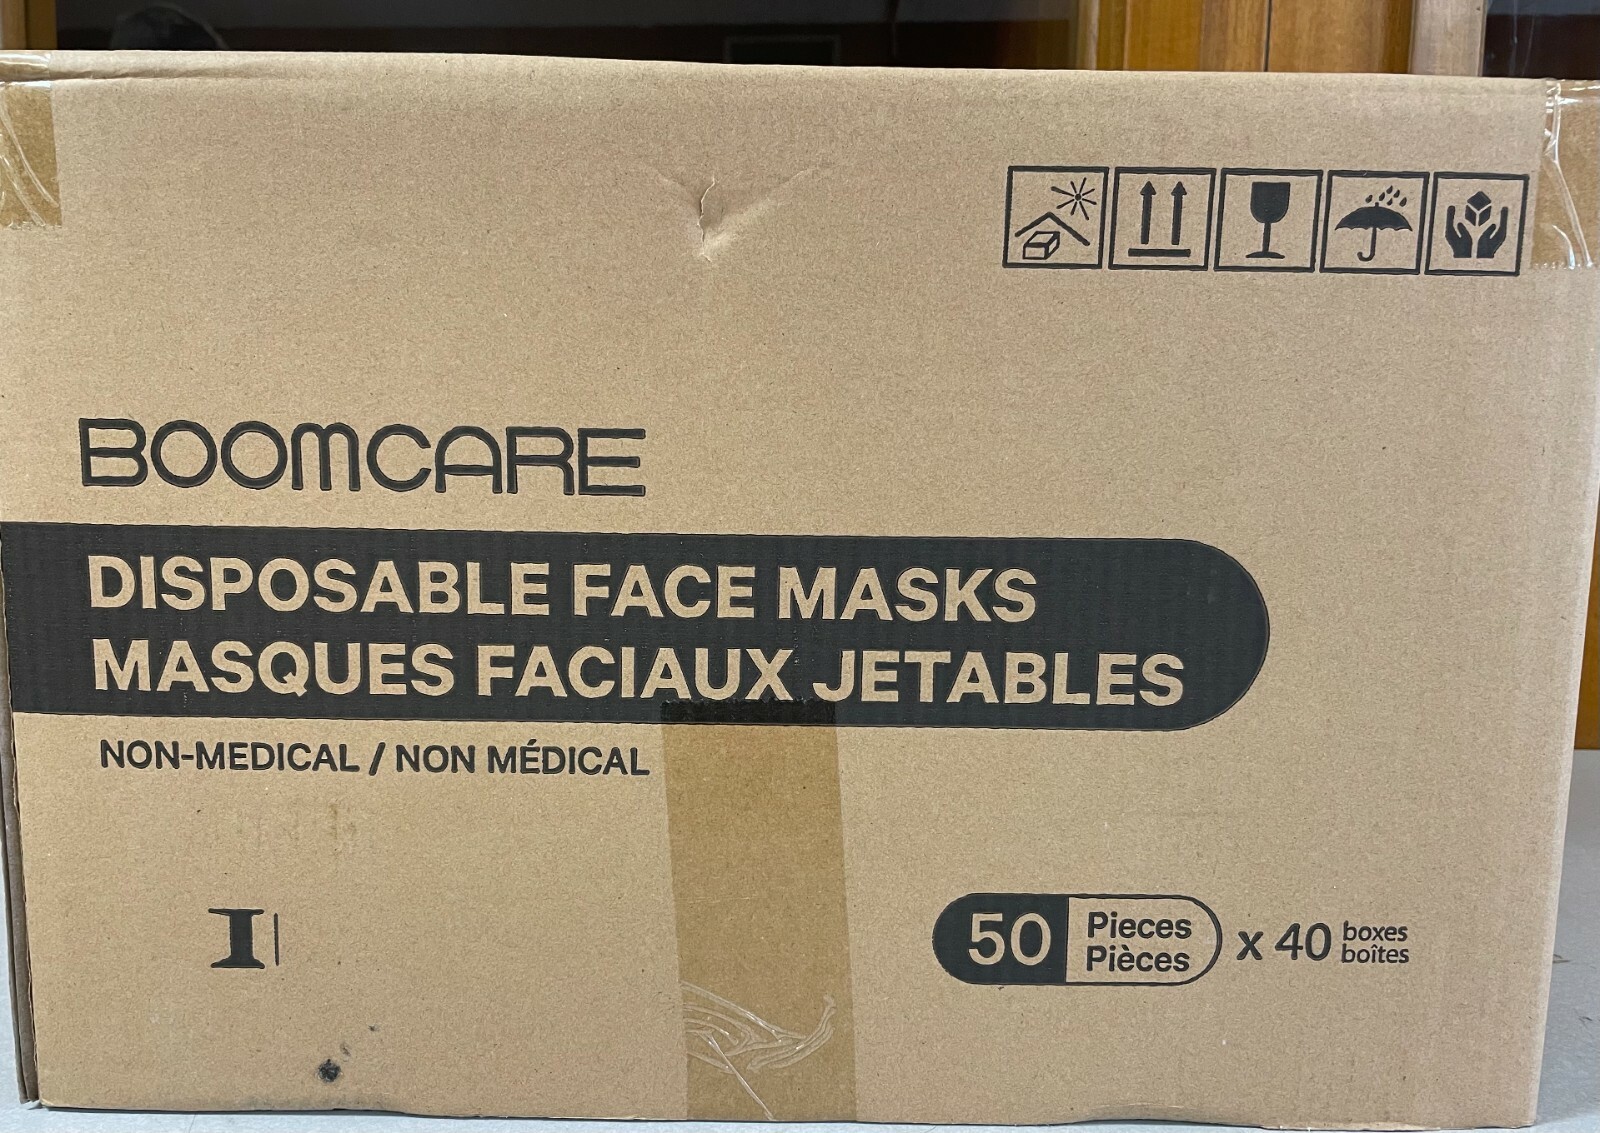 BOOMCARE
DISPOSABLE FACE MASKS
MASQUES FACIAUX JETABLES
NON-MEDICAL / NON MÉDICAL
I
50 Pieces x 40 boxes
Pièces boîtes